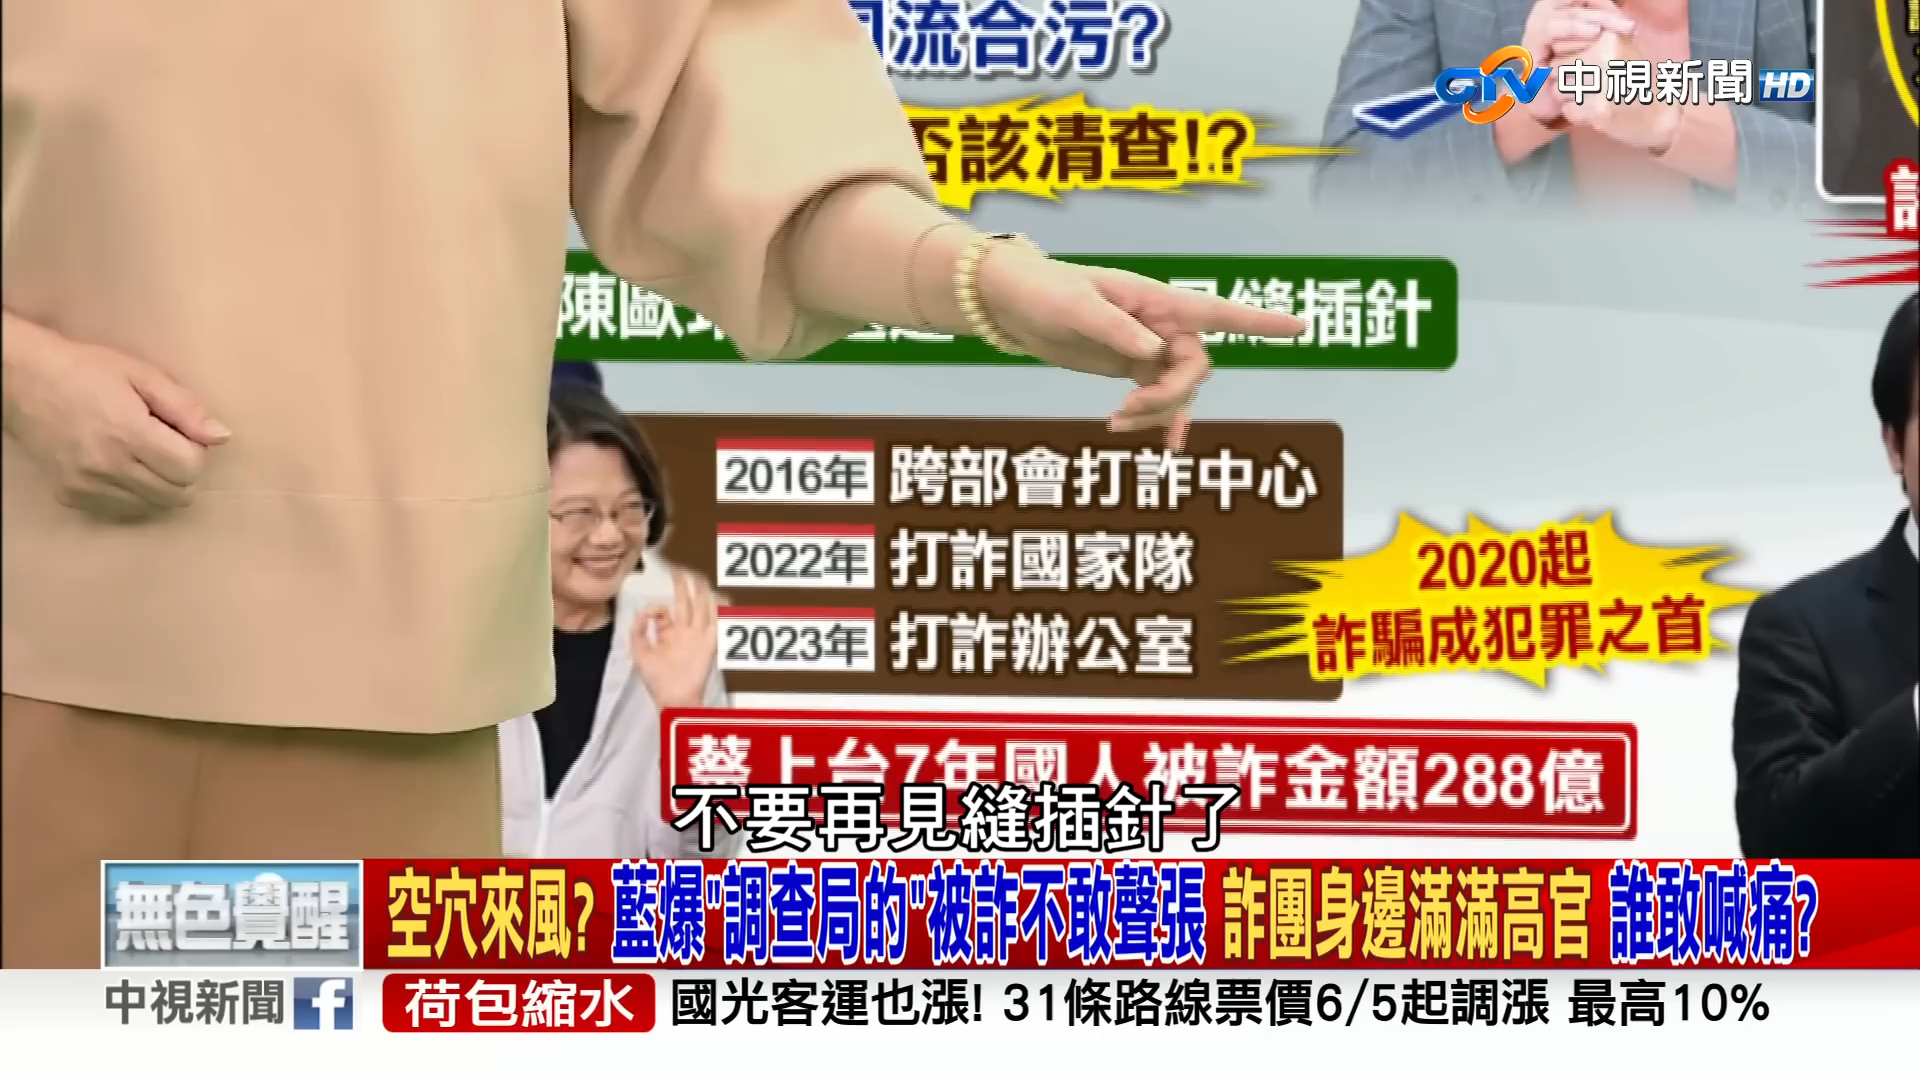 流合污?
中視新聞HD
否該清查!?
陳歐
見縫插針
2016年 跨部會打詐中心
2022年 打詐國家隊
2023年 打詐辦公室
2020起
詐騙成犯罪之首
蔡上台7年國人被詐金額288億
不要再見縫插針了
無色覺醒
空穴來風? 藍爆"調查局的"被詐不敢聲張 詐團身邊滿滿高官 誰敢喊痛?
中視新聞 f 荷包縮水 國光客運也漲! 31條路線票價6/5起調漲 最高10%